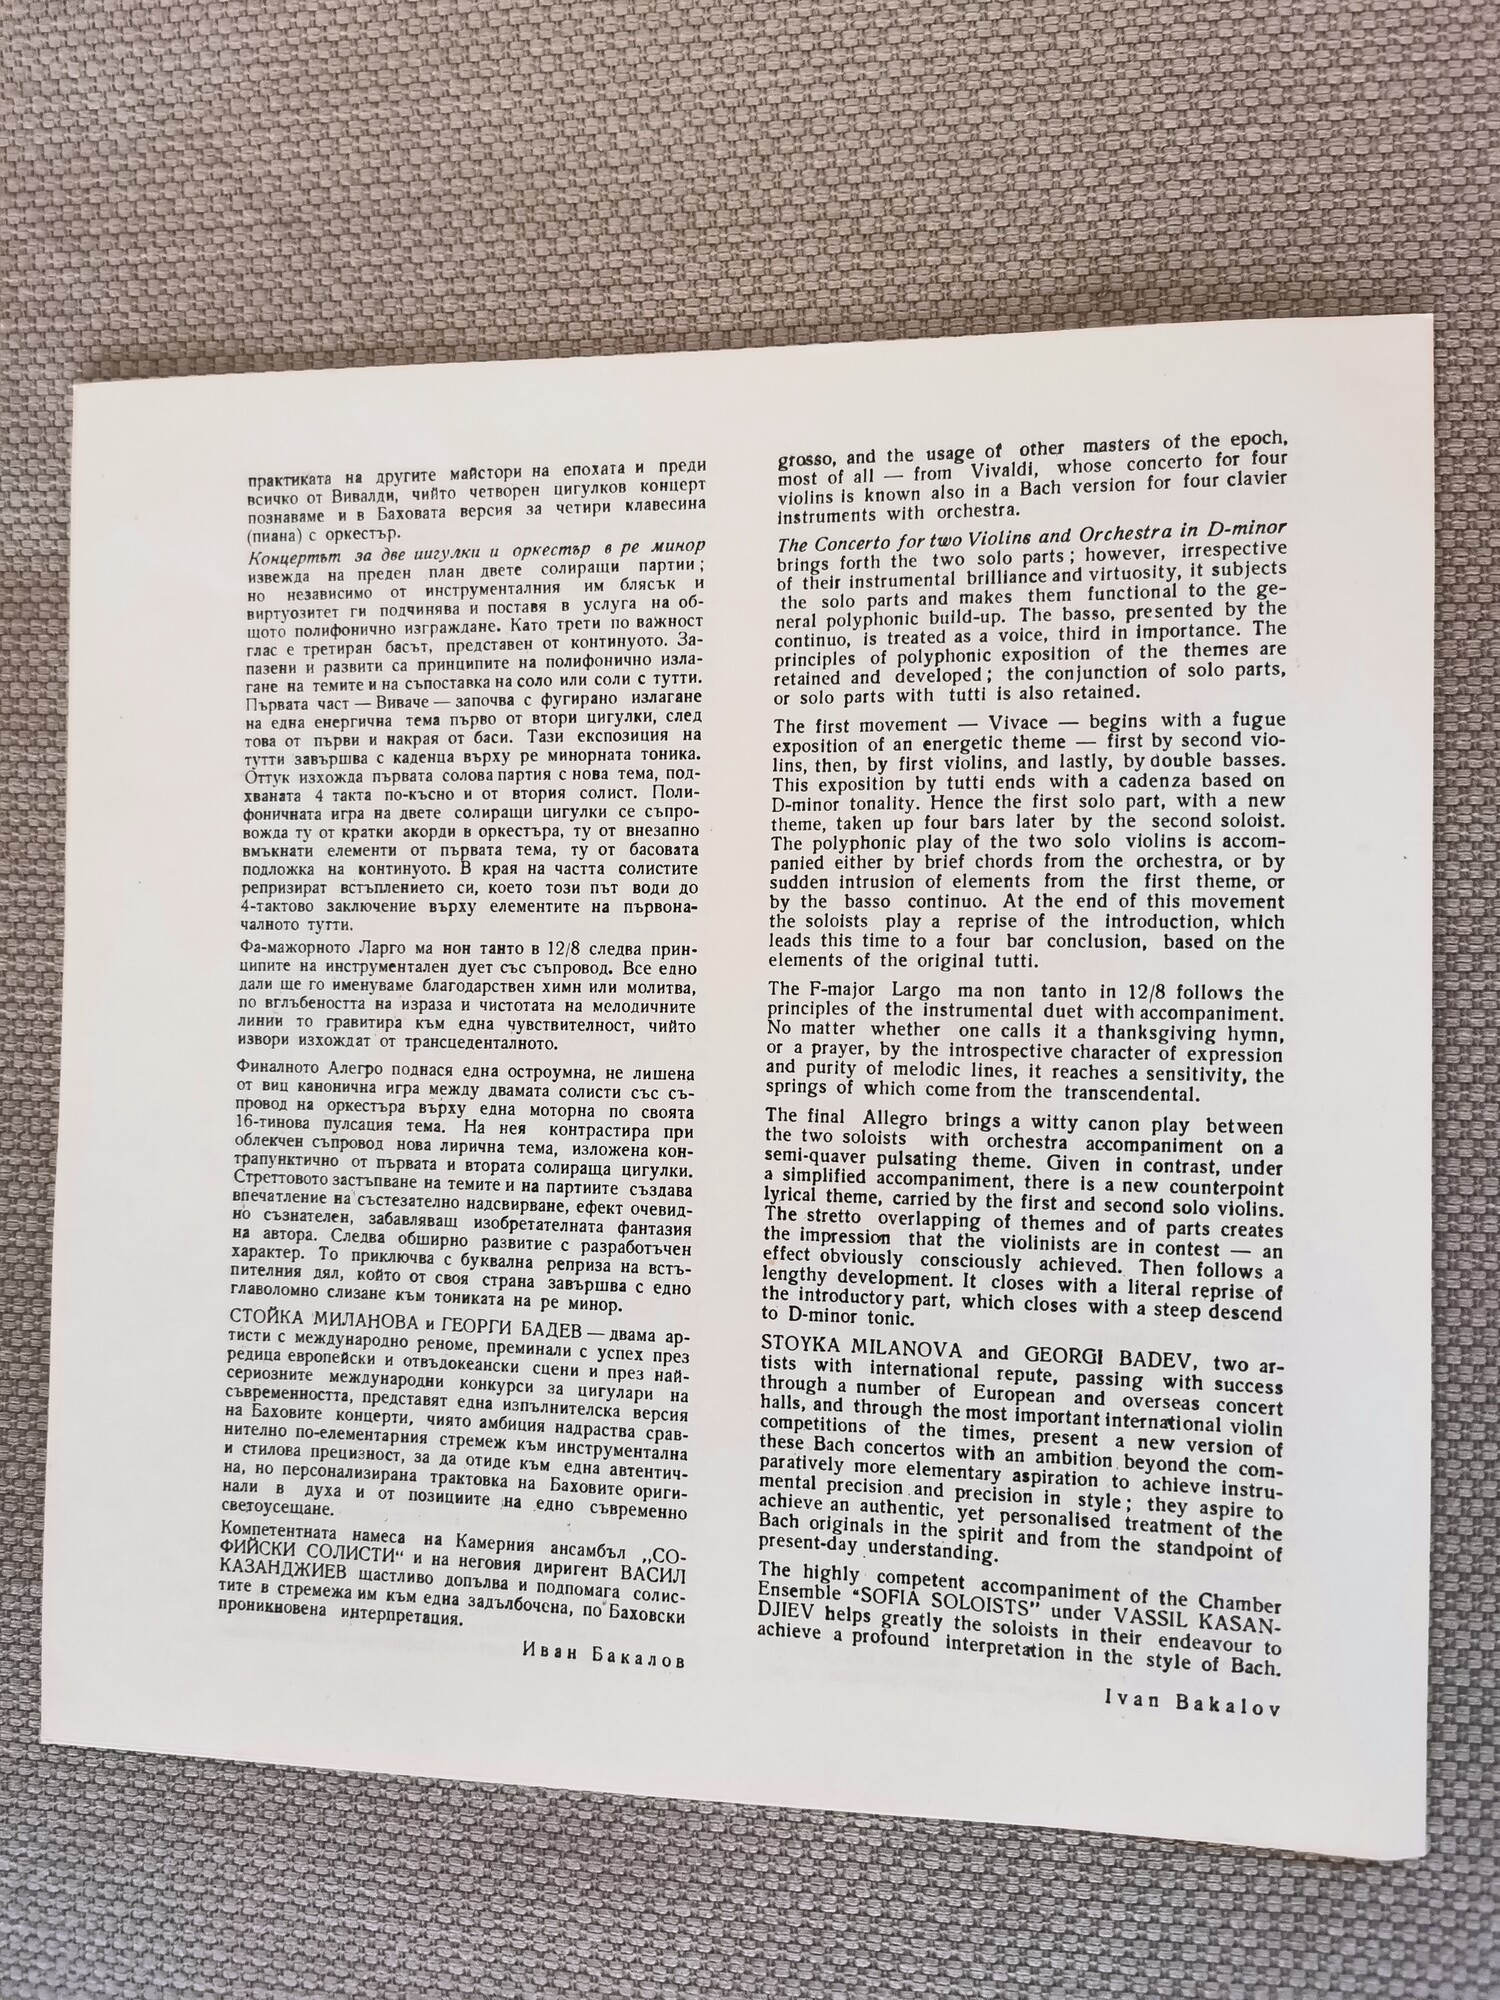 практиката на другите майстори на епохата и преди
всичко от Вивалди, чийто четворен цигулков концерт
познаваме и в Баховата версия за четири клавесина
(пиана) с оркестър.
Концертът за две цигулки и оркестър в ре минор
извежда на преден план двете солиращи партии;
но независимо от инструменталния им блясък и
виртуозитет ги подчинява и поставя в услуга на об-
щото полифонично изграждане. Като трети по важност
глас е третиран басът, представен от континуото. За-
пазени и развити са принципите на полифонично изла-
гане на темите и на съпоставка на соло или соли с тутти.
Първата част — Виваче — започва с фугирано излагане
на една енергична тема първо от втори цигулки, след
това от първи и накрая от баси. Тази експозиция на
тутти завършва с каденца върху ре минорната тоника.
Оттук изхожда първата солова партия с нова тема, под-
хваната 4 такта по-късно и от втория солист. Поли-
фоничната игра на двете солиращи цигулки се съпро-
вожда ту от кратки акорди в оркестъра, ту от внезапно
вмъкнати елементи от първата тема, ту от басовата
подложка на континуото. В края на частта солистите
репризират встъплението си, което този път води до
4-тактово заключение върху елементите на първона-
чалното тутти.
Фа-мажорното Ларго ма нон танто в 12/8 следва прин-
ципите на инструментален дует със съпровод. Все едно
дали ще го именуваме благодарствен химн или молитва,
по вглъбеността на израза и чистотата на мелодичните
линии то гравитира към една чувствителност, чийто
извори изхождат от трансцеденталното.
Финалното Алегро поднася една остроумна, не лишена
от виц канонична игра между двамата солисти със съ-
провод на оркестъра върху една моторна по своята
16-тинова пулсация тема. На нея контрастира при
облекчен съпровод нова лирична тема, изложена кон-
трапунктично от първата и втората солираща цигулки.
Стреттовото застъпване на темите и на партиите създава
впечатление на състезателно надсвирване, ефект очевид-
но съзнателен, забавляващ изобретателната фантазия
на автора. Следва обширно развитие с разработъчен
характер. То приключва с буквална реприза на встъ-
пителния дял, който от своя страна завършва с едно
главоломно слизане към тониката на ре минор.
СТОЙКА МИЛАНОВА и ГЕОРГИ БАДЕВ — двама ар-
тисти с международно реноме, преминали с успех през
редица европейски и отвъдокеански сцени и през най-
сериозните международни конкурси за цигулари на
съвременността, представят една изпълнителска версия
на Баховите концерти, чиято амбиция надраства срав-
нително по-елементарния стремеж към инструментална
и стилова прецизност, за да отиде към една автентич-
на, но персонализирана трактовка на Баховите ориги-
нали в духа и от позициите на едно съвременно
светоусещане.
Компетентната намеса на Камерния ансамбъл „СО-
ФИЙСКИ СОЛИСТИ“ и на неговия диригент ВАСИЛ
КАЗАНДЖИЕВ щастливо допълва и подпомага солис-
тите в стремежа им към една задълбочена, по Баховски
проникновена интерпретация.
Иван Бакалов
grosso, and the usage of other masters of the epoch,
most of all — from Vivaldi, whose concerto for four
violins is known also in a Bach version for four clavier
instruments with orchestra.
The Concerto for two Violins and Orchestra in D-minor
brings forth the two solo parts; however, irrespective
of their instrumental brilliance and virtuosity, it subjects
the solo parts and makes them functional to the ge-
neral polyphonic build-up. The basso, presented by the
continuo, is treated as a voice, third in importance. The
principles of polyphonic exposition of the themes are
retained and developed; the conjunction of solo parts,
or solo parts with tutti is also retained.
The first movement — Vivace — begins with a fugue
exposition of an energetic theme — first by second vio-
lins, then, by first violins, and lastly, by double basses.
This exposition by tutti ends with a cadenza based on
D-minor tonality. Hence the first solo part, with a new
theme, taken up four bars later by the second soloist.
The polyphonic play of the two solo violins is accom-
panied either by brief chords from the orchestra, or by
sudden intrusion of elements from the first theme, or
by the basso continuo. At the end of this movement
the soloists play a reprise of the introduction, which
leads this time to a four bar conclusion, based on the
elements of the original tutti.
The F-major Largo ma non tanto in 12/8 follows the
principles of the instrumental duet with accompaniment.
No matter whether one calls it a thanksgiving hymn,
or a prayer, by the introspective character of expression
and purity of melodic lines, it reaches a sensitivity, the
springs of which come from the transcendental.
The final Allegro brings a witty canon play between
the two soloists with orchestra accompaniment on a
semi-quaver pulsating theme. Given in contrast, under
a simplified accompaniment, there is a new counterpoint
lyrical theme, carried by the first and second solo violins.
The stretto overlapping of themes and of parts creates
the impression that the violinists are in contest — an
effect obviously consciously achieved. Then follows a
lengthy development. It closes with a literal reprise of
the introductory part, which closes with a steep descend
to D-minor tonic.
STOYKA MILANOVA and GEORGI BADEV, two ar-
tists with international repute, passing with success
through a number of European and overseas concert
halls, and through the most important international violin
competitions of the times, present a new version of
these Bach concertos with an ambition beyond the com-
paratively more elementary aspiration to achieve instru-
mental precision and precision in style; they aspire to
achieve an authentic, yet personalised treatment of the
Bach originals in the spirit and from the standpoint of
present-day understanding.
The highly competent accompaniment of the Chamber
Ensemble “SOFIA SOLOISTS” under VASSIL KASAN-
DJIEV helps greatly the soloists in their endeavour to
achieve a profound interpretation in the style of Bach.
Ivan Bakalov